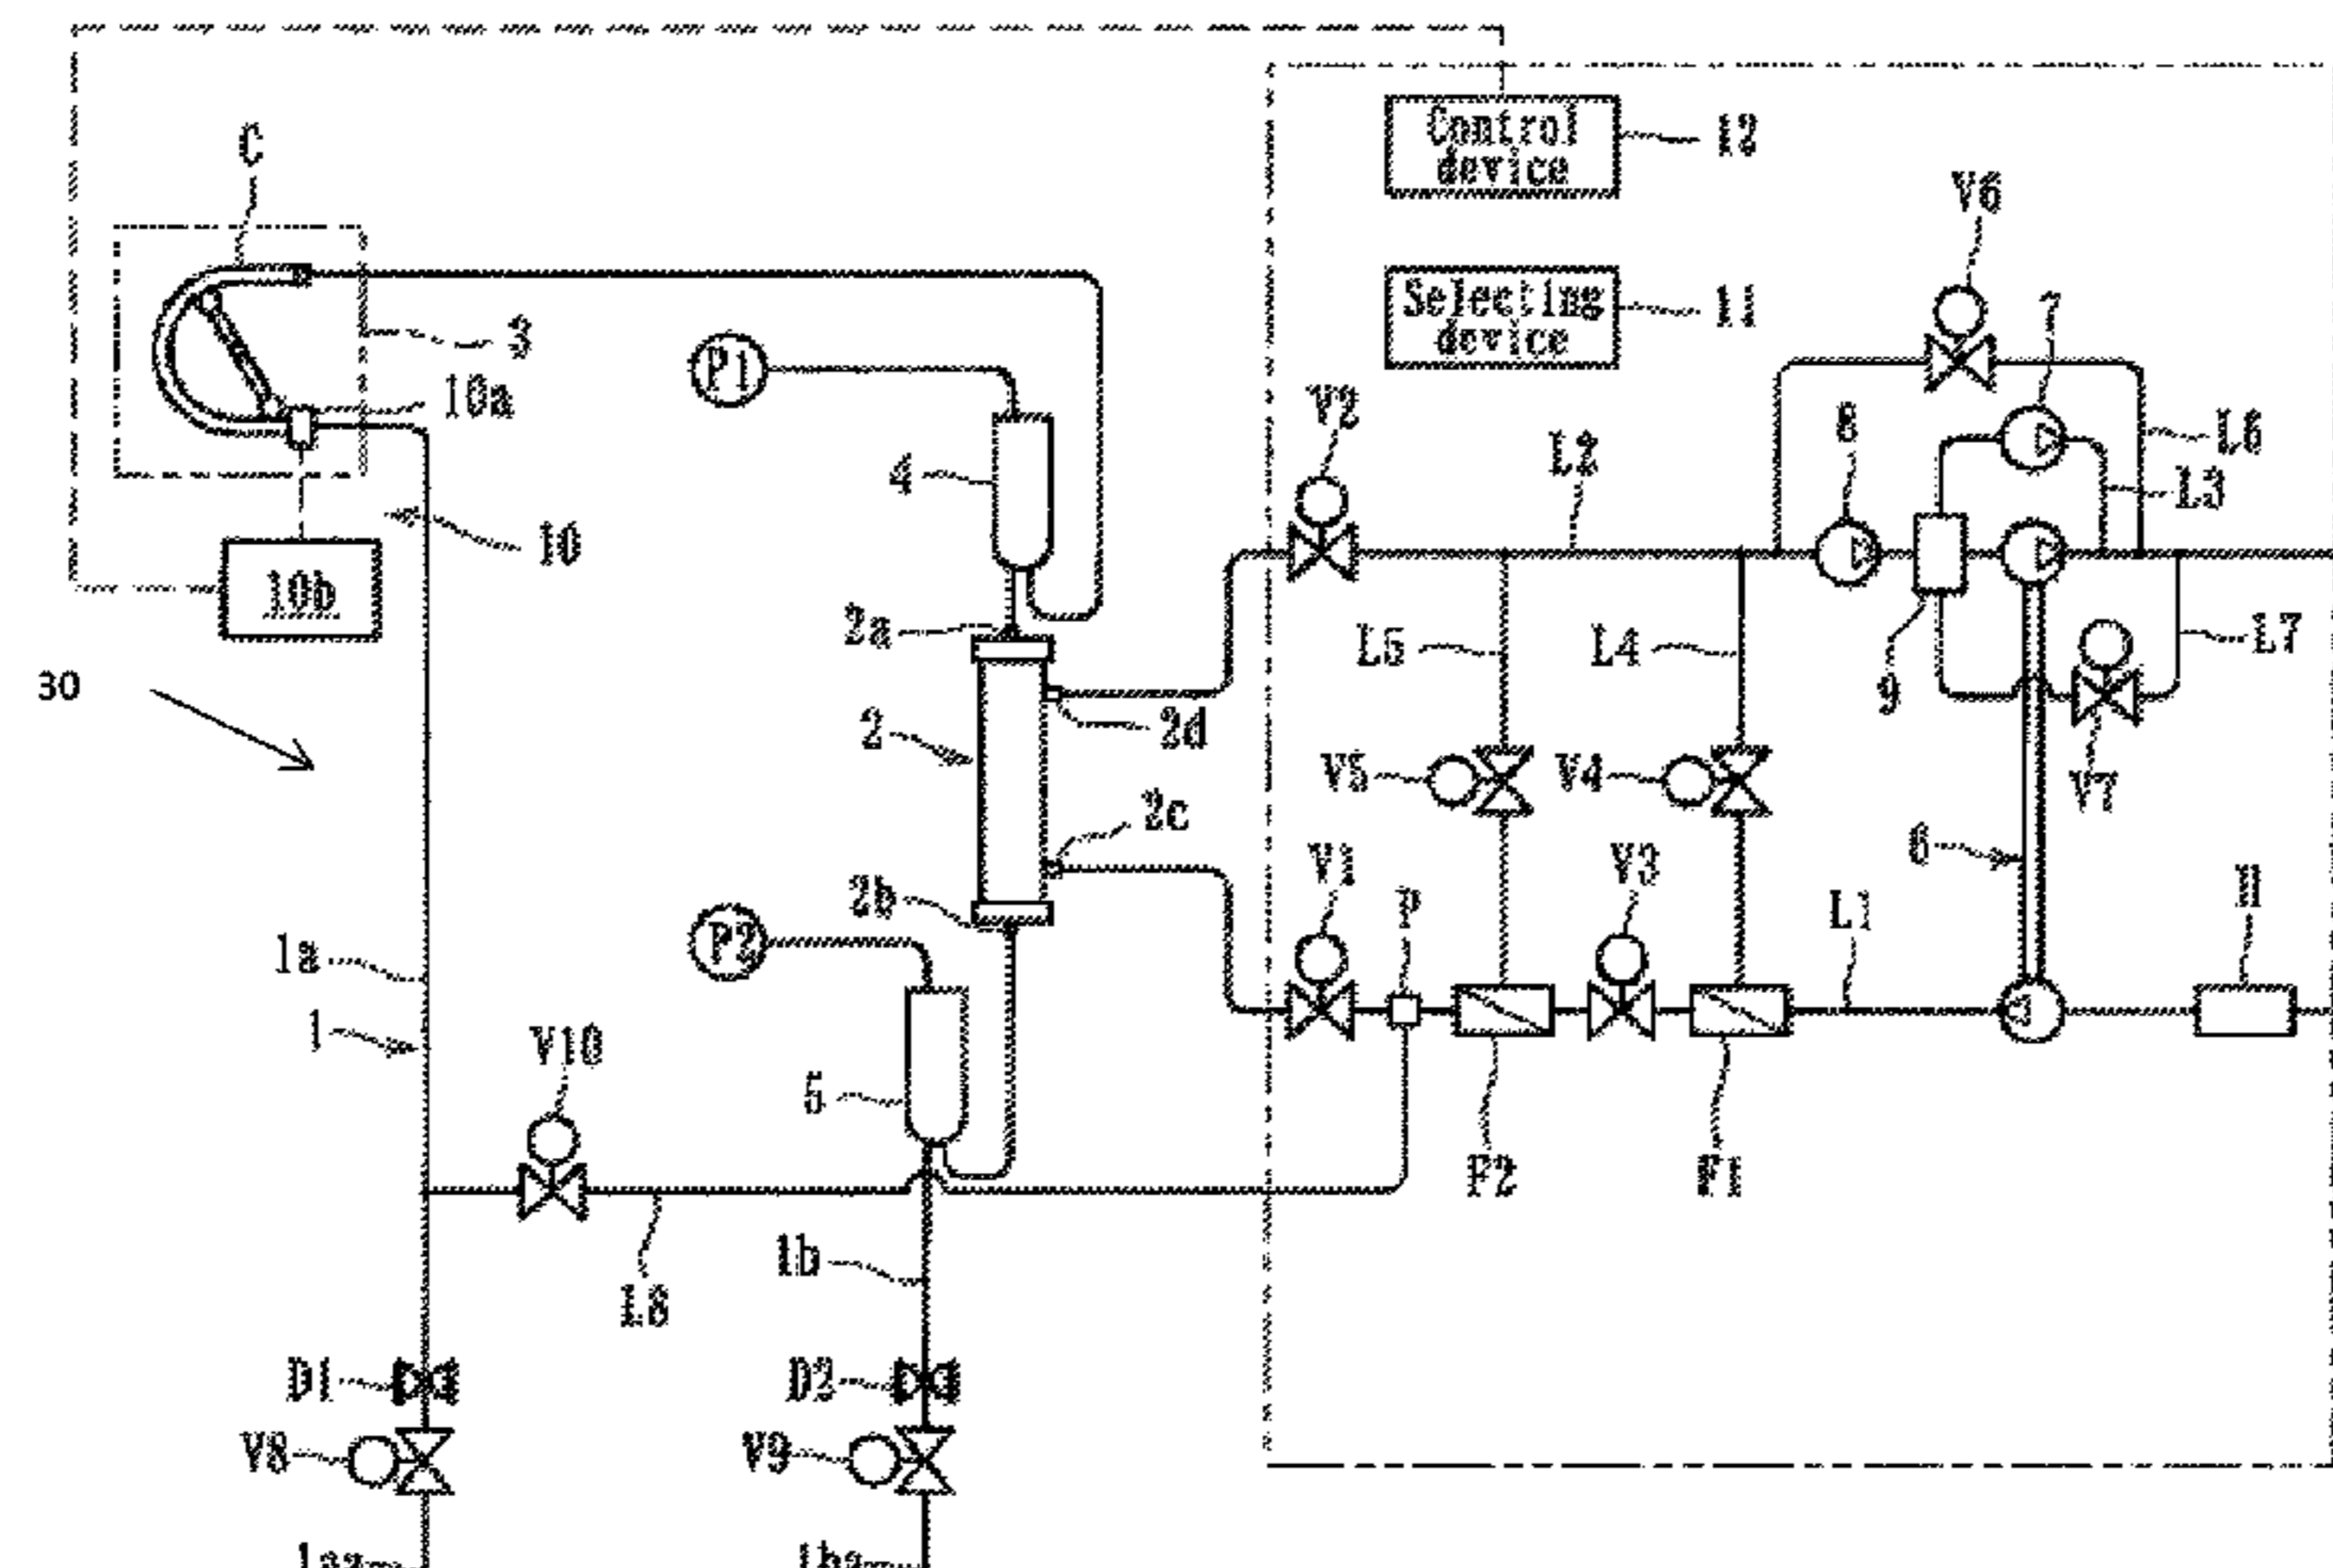 Control
device
12
C
V6
Selecting
device
11
7
3
P1
10a
V2
8
L2
L6
4
L3
10
10b
2a
L5
L4
L7
9
30
2
2d
V5
V4
V7
2c
6
V1
V3
P
H
2b
L1
P2
1a
1
V10
5
F2
F1
1b
L8
D1
D2
V8
V9